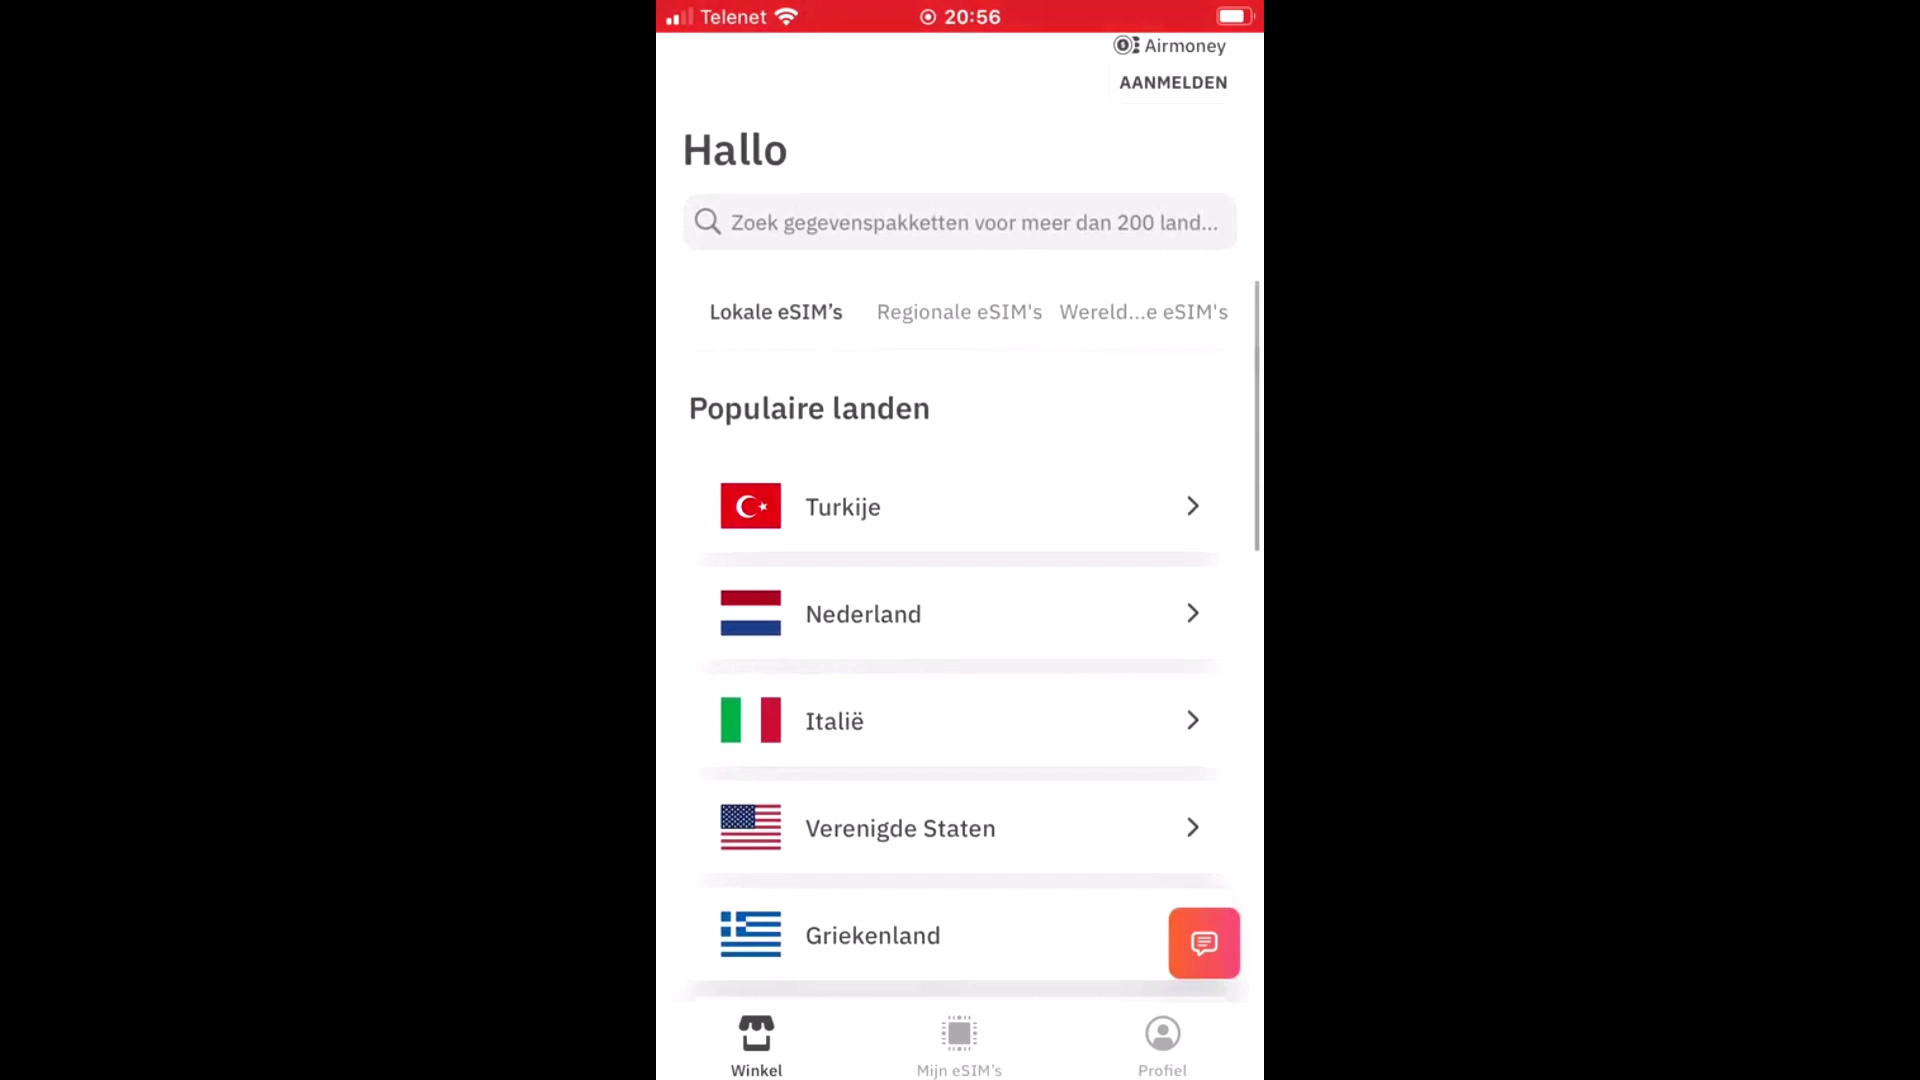 Telenet
20:56
Airmoney
AANMELDEN
Hallo
Zoek gegevenspakketten voor meer dan 200 land...
Lokale eSIM’s
Regionale eSIM's
Wereld...e eSIM's
Populaire landen
Turkije
Nederland
Italië
Verenigde Staten
Griekenland
Winkel
Mijn eSIM’s
Profiel